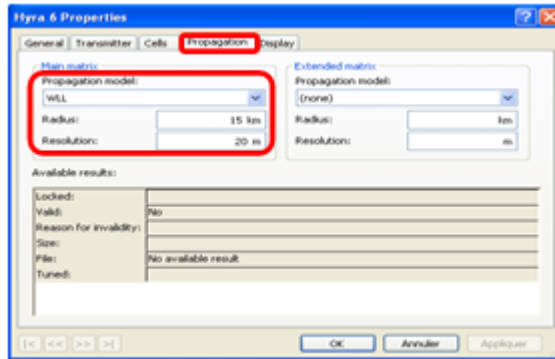 Hyra 6 Properties
General Transmitter Cells Propagation Display
Main matrix
Propagation model:
WLL
Radius: 15 km
Resolution: 20 m
Extended matrix
Propagation model:
(none)
Radius: km
Resolution: m
Available results:
Locked:
Valid: No
Reason for invalidity:
Size:
File: No available result
Tuned:
|< << >> >| OK Annuler Appliquer